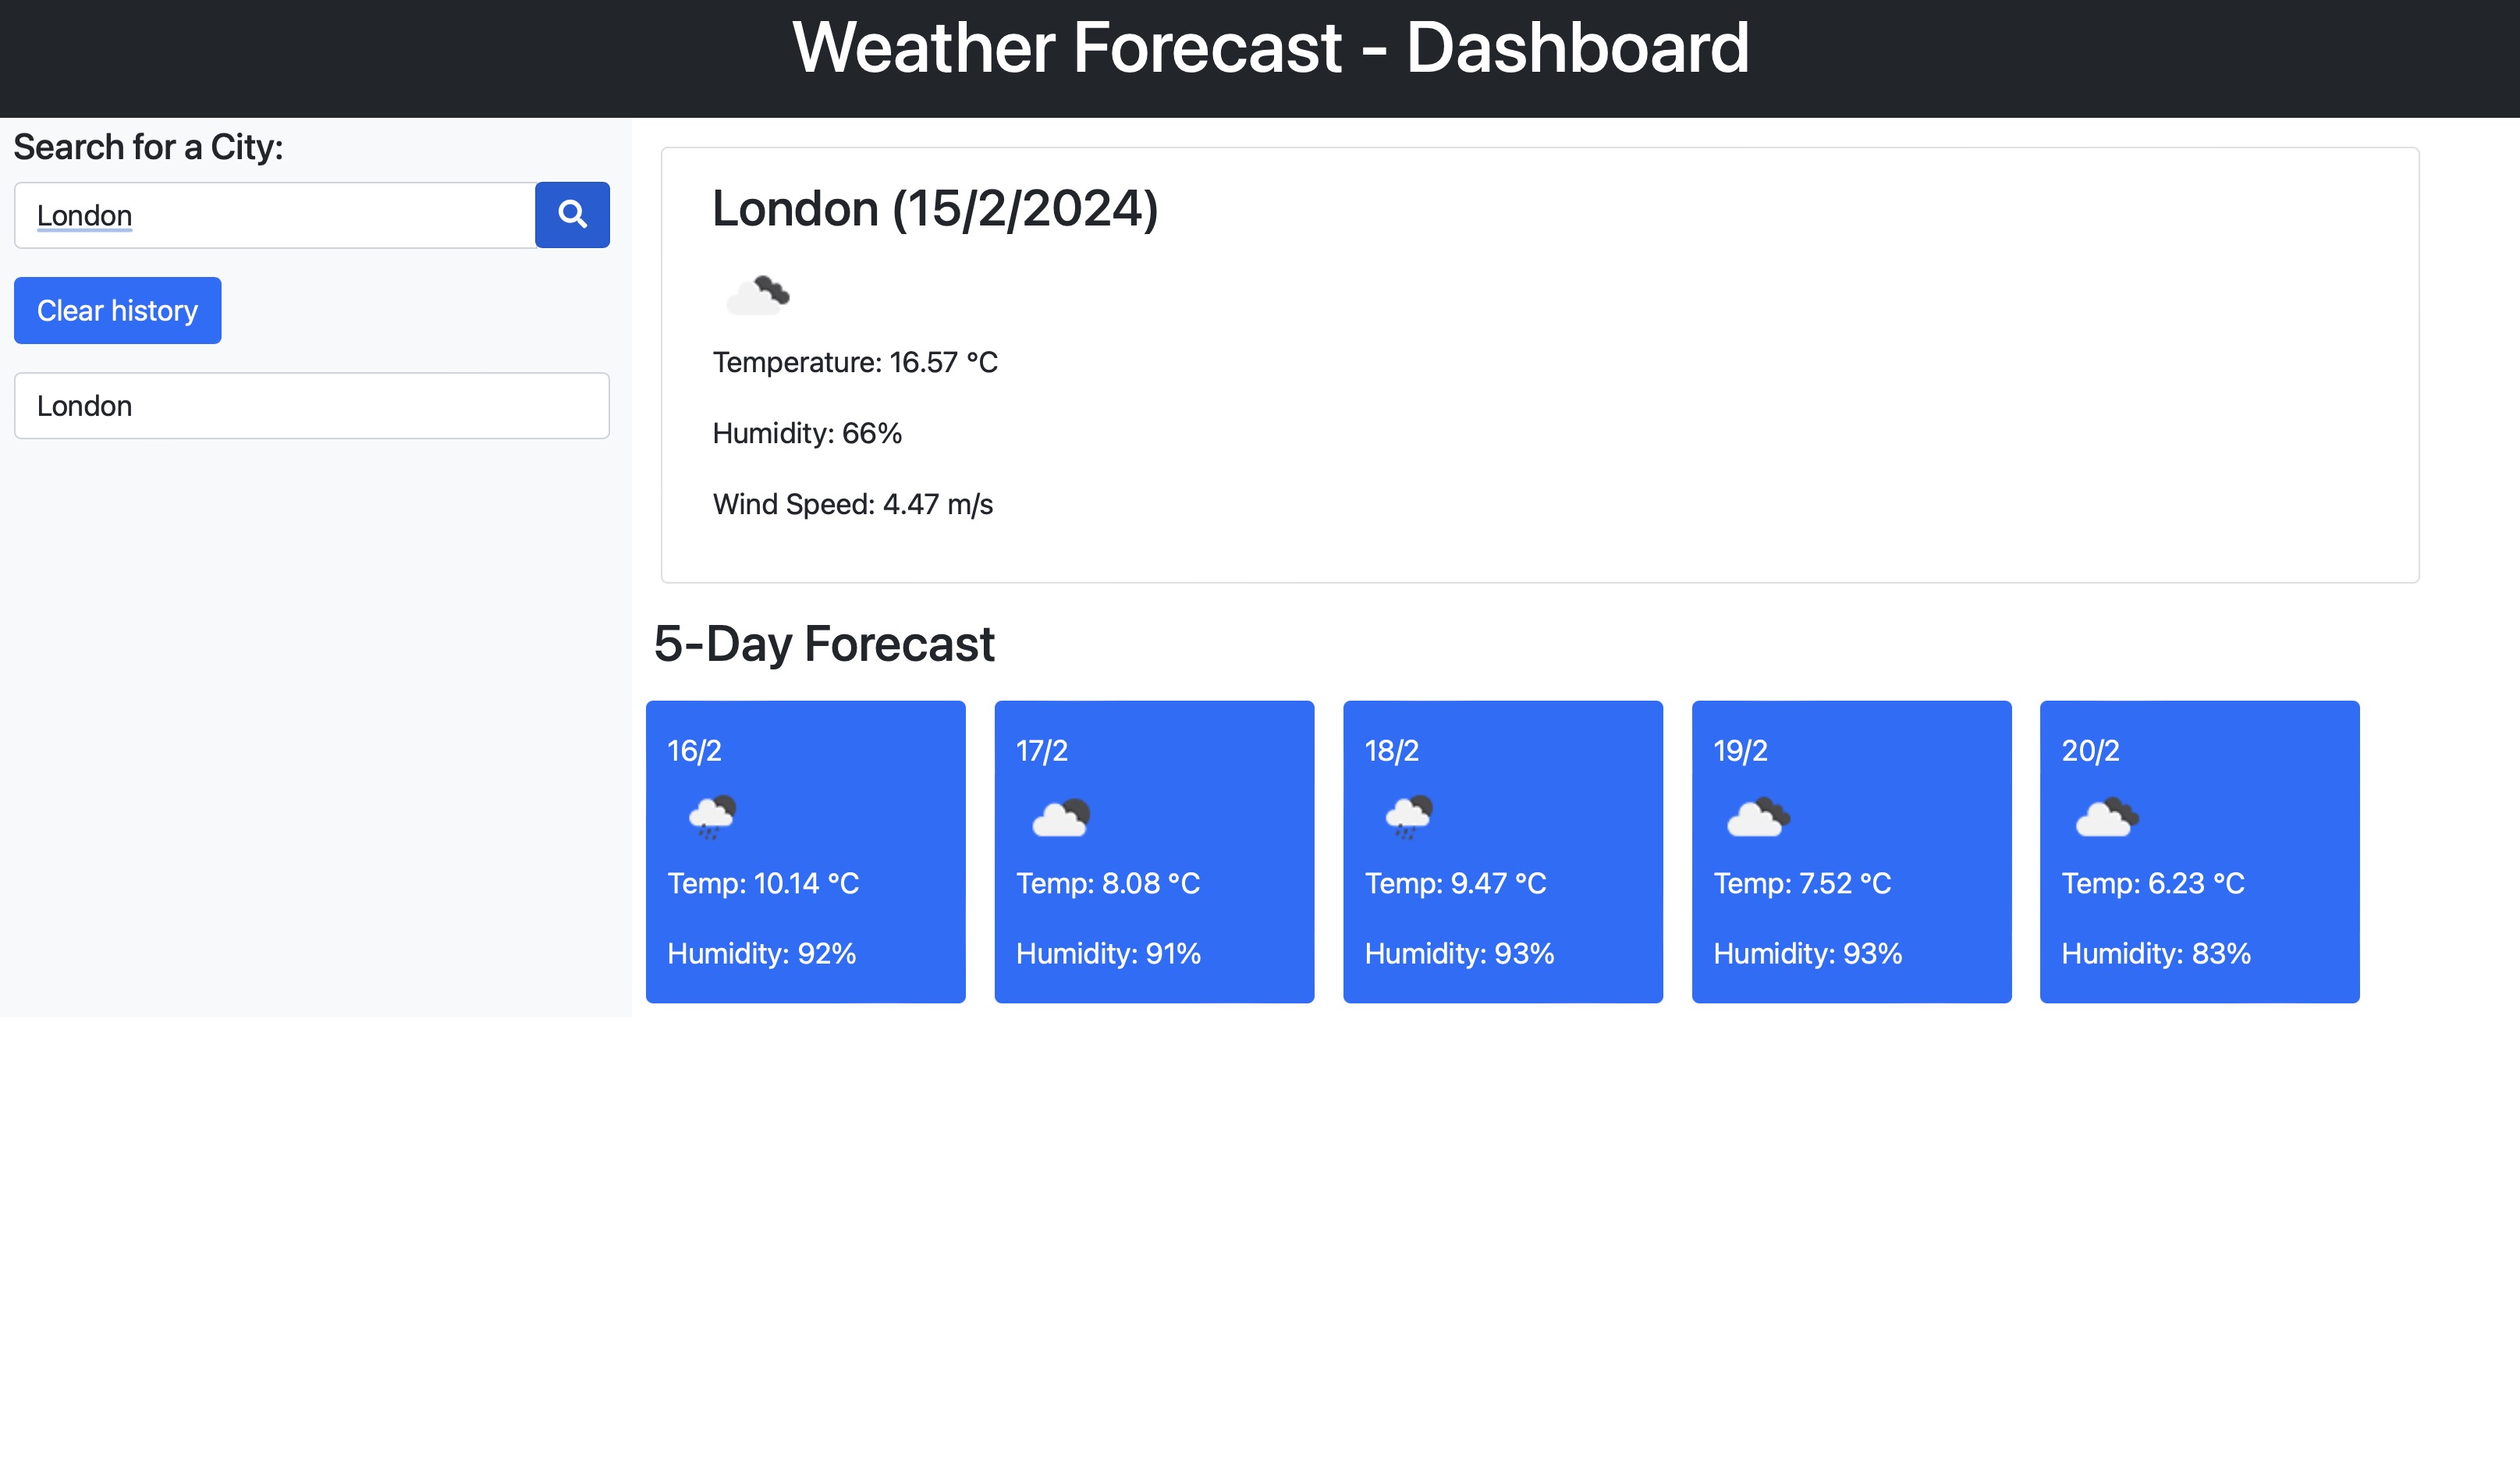 Weather Forecast - Dashboard
Search for a City:
London
Clear history
London
London (15/2/2024)
Temperature: 16.57 °C
Humidity: 66%
Wind Speed: 4.47 m/s
5-Day Forecast
16/2
Temp: 10.14 °C
Humidity: 92%
17/2
Temp: 8.08 °C
Humidity: 91%
18/2
Temp: 9.47 °C
Humidity: 93%
19/2
Temp: 7.52 °C
Humidity: 93%
20/2
Temp: 6.23 °C
Humidity: 83%